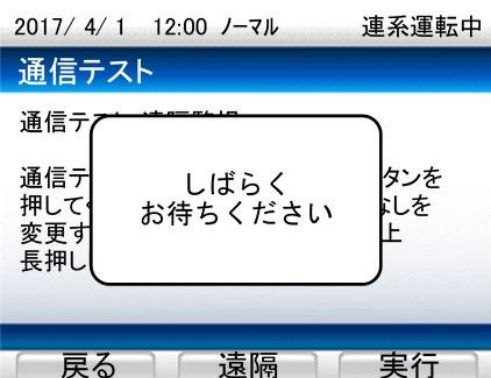 2017/ 4/ 1 12:00 ノーマル 連系運転中
通信テスト
通信テ
しばらく
お待ちください
通信テ タンを
押して なしを
変更す 上
長押し
戻る 遠隔 実行